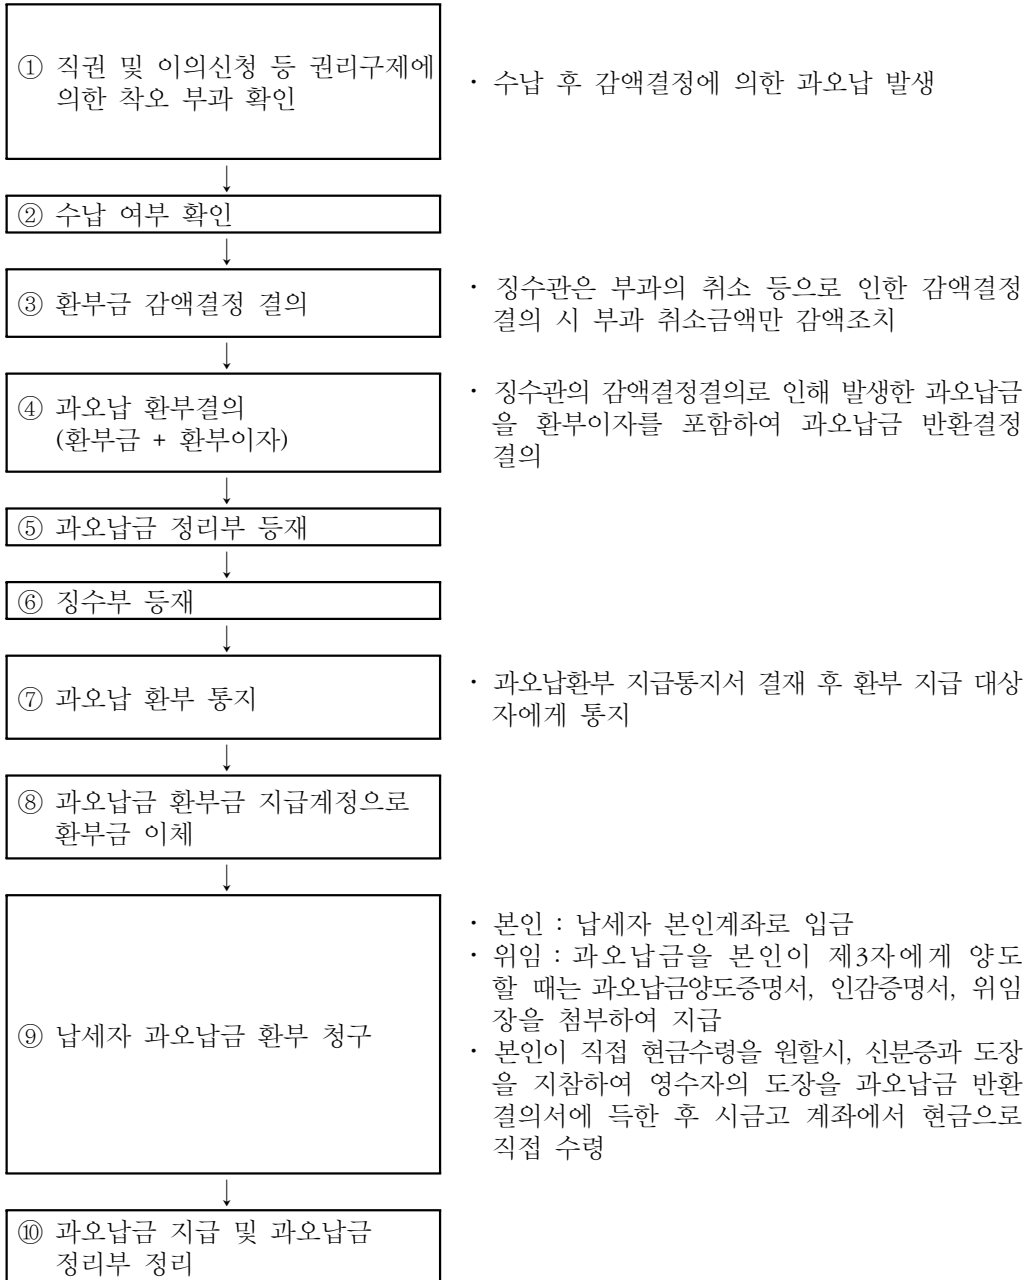 ① 직권 및 이의신청 등 권리구제에
의한 착오 부과 확인
· 수납 후 감액결정에 의한 과오납 발생
↓
② 수납 여부 확인
↓
③ 환부금 감액결정 결의
· 징수관은 부과의 취소 등으로 인한 감액결정
결의 시 부과 취소금액만 감액조치
↓
④ 과오납 환부결의
(환부금 + 환부이자)
· 징수관의 감액결정결의로 인해 발생한 과오납금
을 환부이자를 포함하여 과오납금 반환결정
결의
↓
⑤ 과오납금 정리부 등재
↓
⑥ 징수부 등재
↓
⑦ 과오납 환부 통지
· 과오납환부 지급통지서 결재 후 환부 지급 대상
자에게 통지
↓
⑧ 과오납금 환부금 지급계정으로
환부금 이체
↓
⑨ 납세자 과오납금 환부 청구
· 본인 : 납세자 본인계좌로 입금
· 위임 : 과오납금을 본인이 제3자에게 양도
할 때는 과오납금양도증명서, 인감증명서, 위임
장을 첨부하여 지급
· 본인이 직접 현금수령을 원할시, 신분증과 도장
을 지참하여 영수자의 도장을 과오납금 반환
결의서에 득한 후 시금고 계좌에서 현금으로
직접 수령
↓
⑩ 과오납금 지급 및 과오납금
정리부 정리